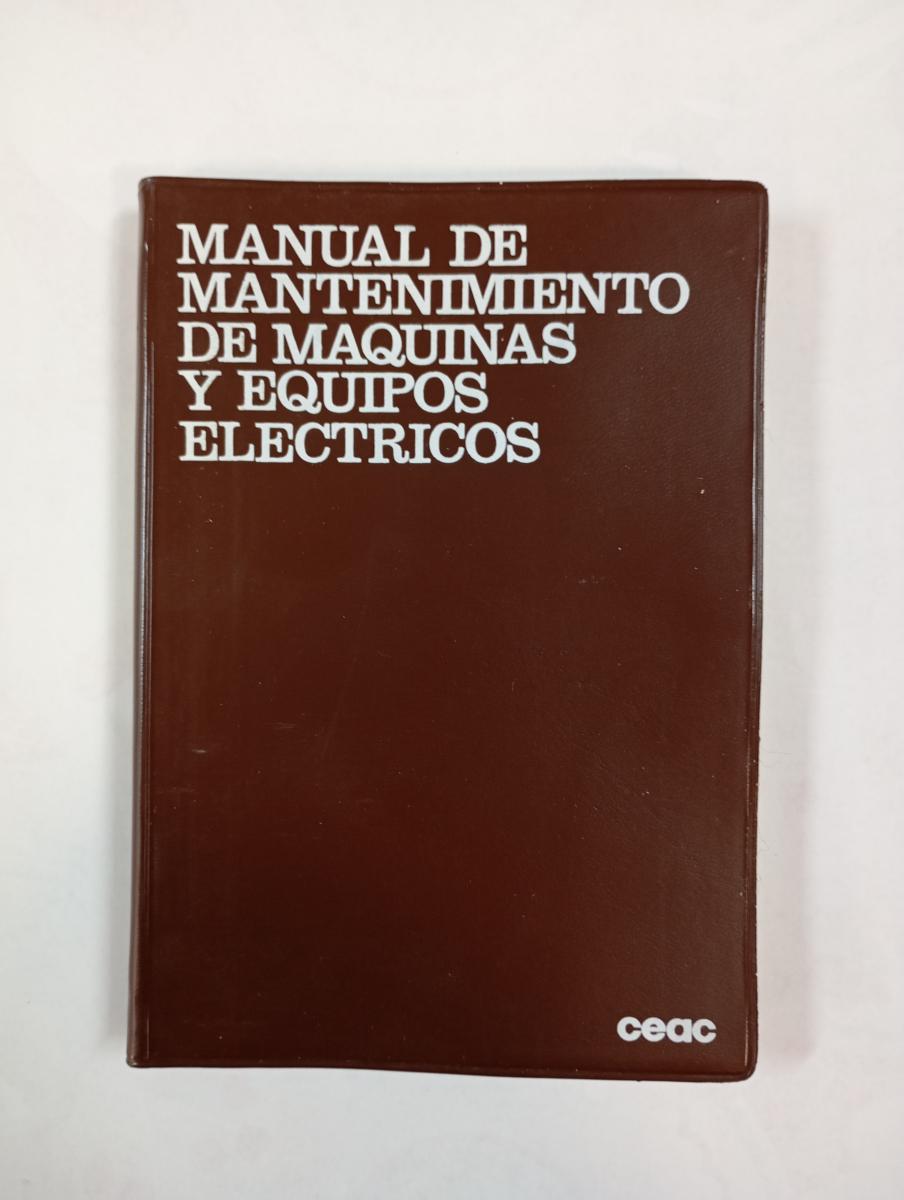 MANUAL DE
MANTENIMIENTO
DE MAQUINAS
Y EQUIPOS
ELECTRICOS
ceac